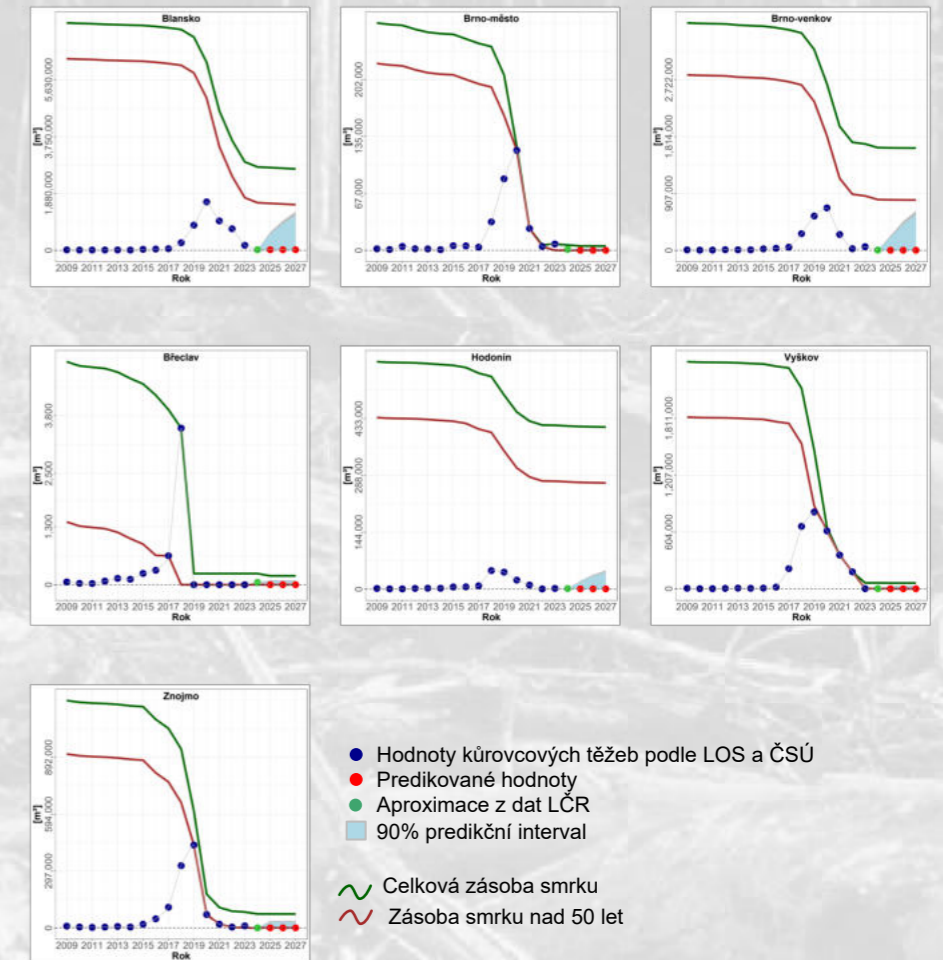 Blansko
[m³]
5,630,000
3,750,000
1,880,000
0
2009 2011 2013 2015 2017 2019 2021 2023 2025 2027
Rok
Brno-město
[m³]
202,000
135,000
67,000
0
2009 2011 2013 2015 2017 2019 2021 2023 2025 2027
Rok
Brno-venkov
[m³]
2,722,000
1,814,000
907,000
0
2009 2011 2013 2015 2017 2019 2021 2023 2025 2027
Rok
Břeclav
[m³]
3,800
2,500
1,300
0
2009 2011 2013 2015 2017 2019 2021 2023 2025 2027
Rok
Hodonín
[m³]
433,000
288,000
144,000
0
2009 2011 2013 2015 2017 2019 2021 2023 2025 2027
Rok
Vyškov
[m³]
1,811,000
1,207,000
604,000
0
2009 2011 2013 2015 2017 2019 2021 2023 2025 2027
Rok
Znojmo
[m³]
892,000
594,000
297,000
0
2009 2011 2013 2015 2017 2019 2021 2023 2025 2027
Rok
Hodnoty kůrovcových těžeb podle LOS a ČSÚ
Predikované hodnoty
Aproximace z dat LČR
90% predikční interval
Celková zásoba smrku
Zásoba smrku nad 50 let